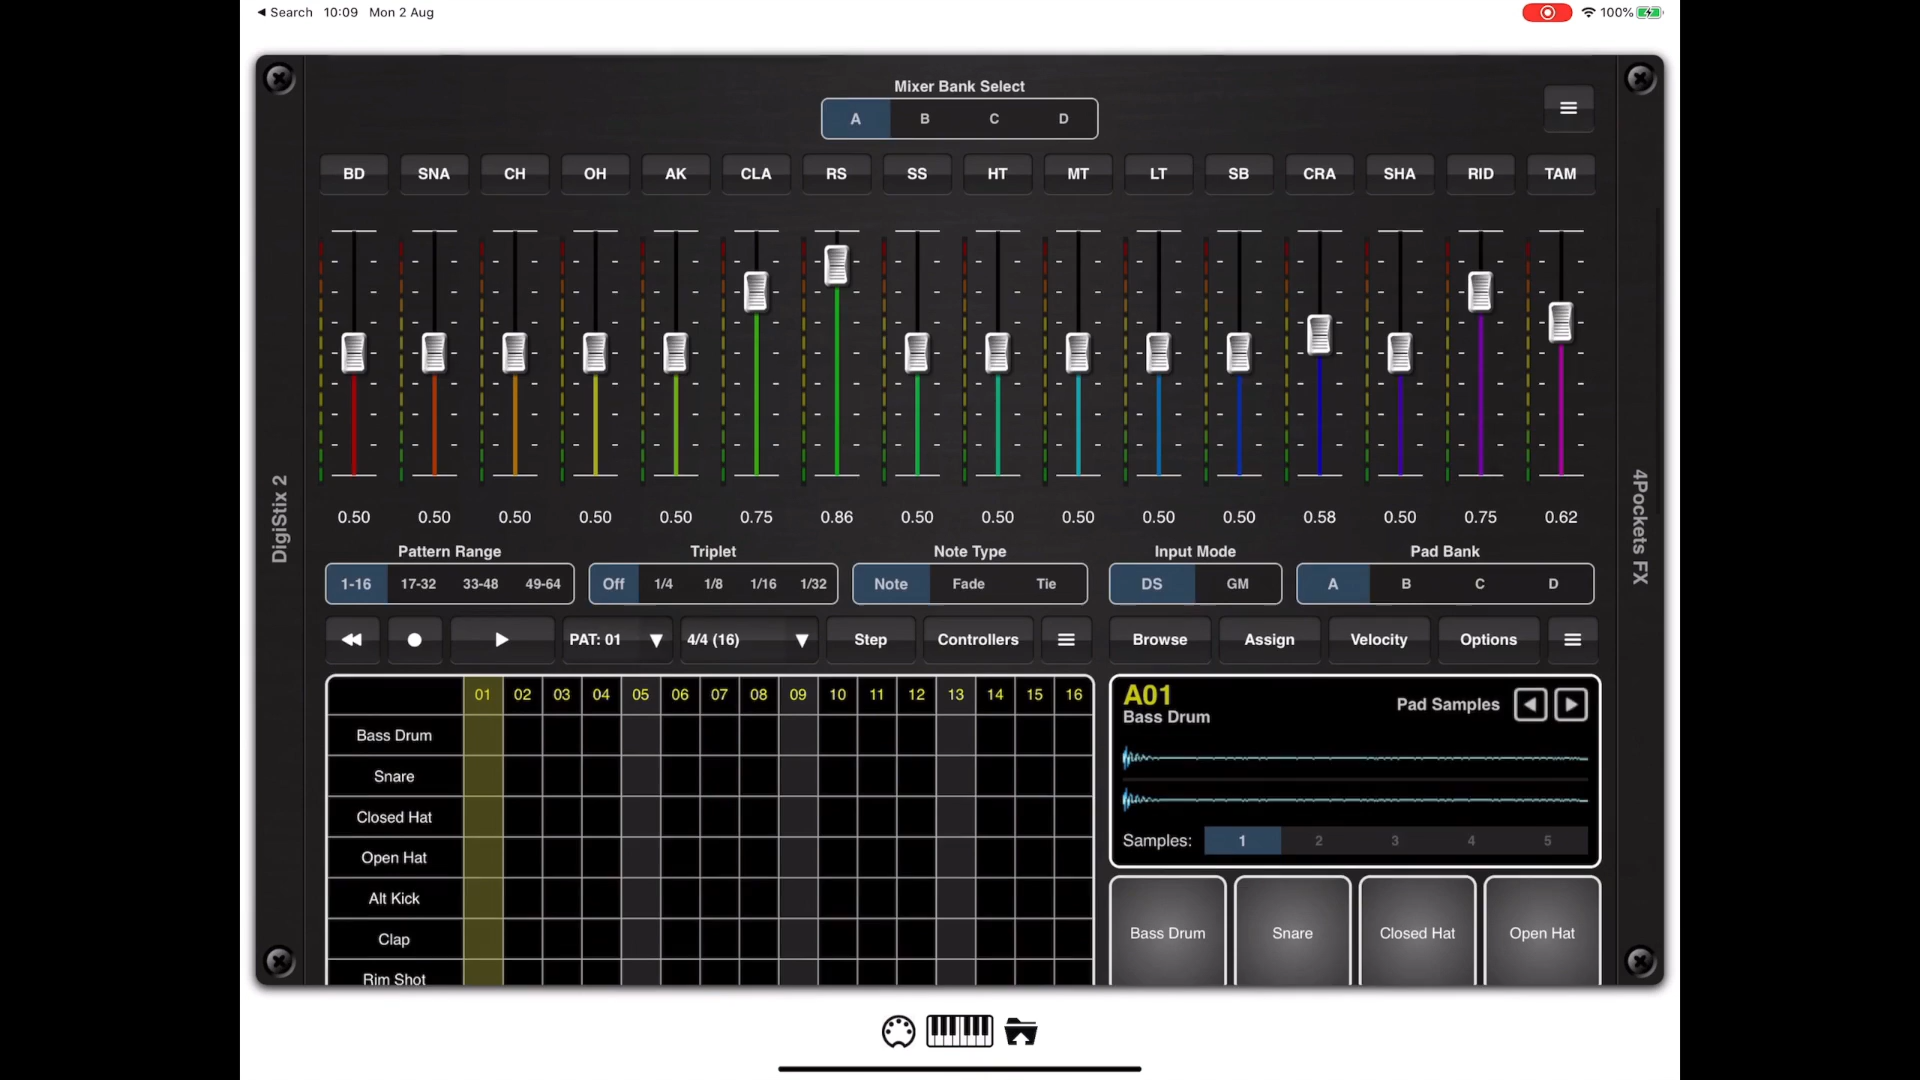 ◀ Search 10:09 Mon 2 Aug 100%
Mixer Bank Select
A B C D
BD SNA CH OH AK CLA RS SS HT MT LT SB CRA SHA RID TAM
0.50 0.50 0.50 0.50 0.50 0.75 0.86 0.50 0.50 0.50 0.50 0.50 0.58 0.50 0.75 0.62
DigiStix 2
4Pockets FX
Pattern Range Triplet Note Type Input Mode Pad Bank
1-16 17-32 33-48 49-64 Off 1/4 1/8 1/16 1/32 Note Fade Tie DS GM A B C D
PAT: 01 ▼ 4/4 (16) ▼ Step Controllers Browse Assign Velocity Options
01 02 03 04 05 06 07 08 09 10 11 12 13 14 15 16
Bass Drum
Snare
Closed Hat
Open Hat
Alt Kick
Clap
Rim Shot
A01
Bass Drum
Pad Samples
Samples: 1 2 3 4 5
Bass Drum Snare Closed Hat Open Hat